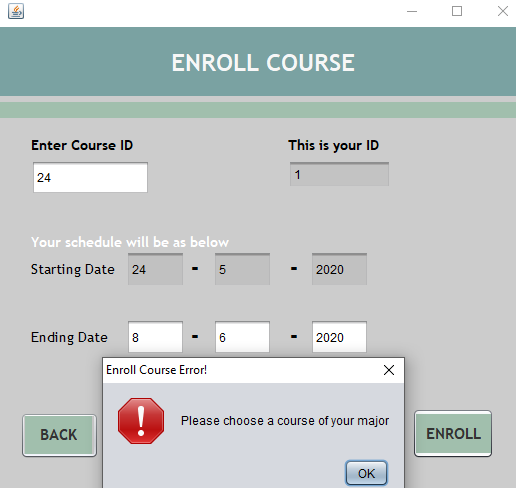 ENROLL COURSE
Enter Course ID
This is your ID
24
1
Your schedule will be as below
Starting Date 24 - 5 - 2020
Ending Date 8 - 6 - 2020
Enroll Course Error!
Please choose a course of your major
BACK
ENROLL
OK